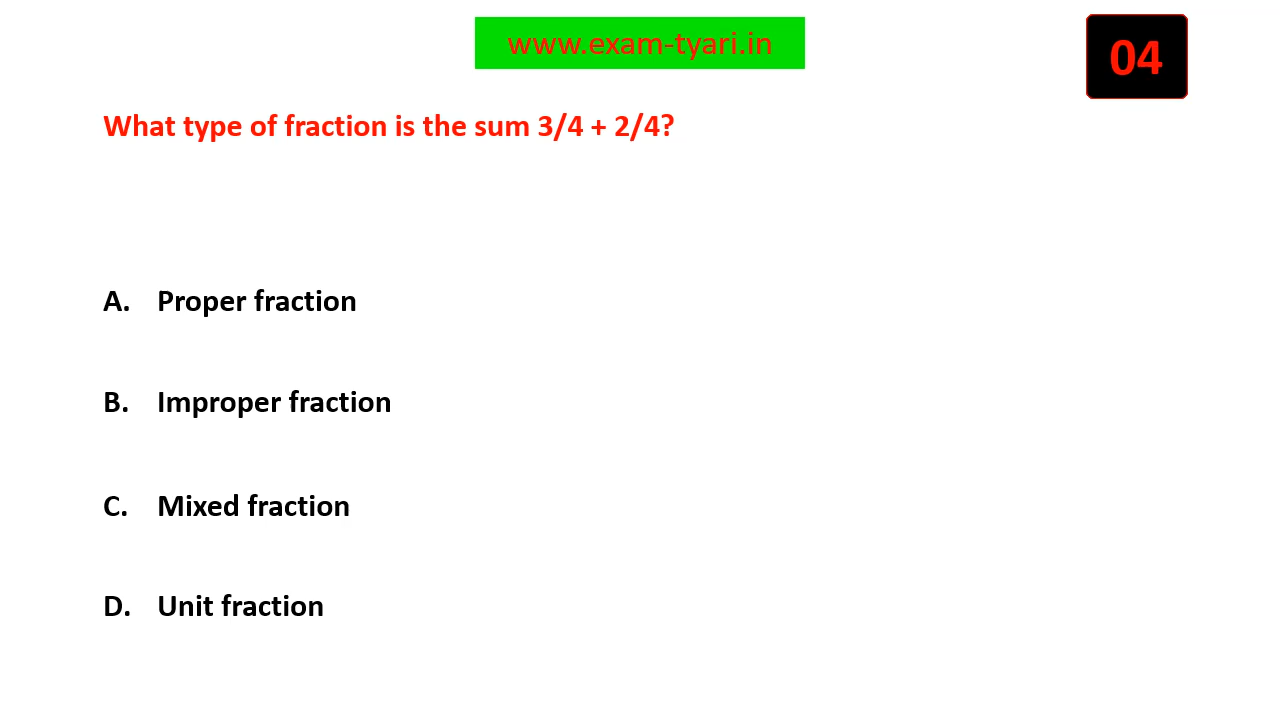 www.exam-tyari.in
04
What type of fraction is the sum 3/4 + 2/4?
A. Proper fraction
B. Improper fraction
C. Mixed fraction
D. Unit fraction